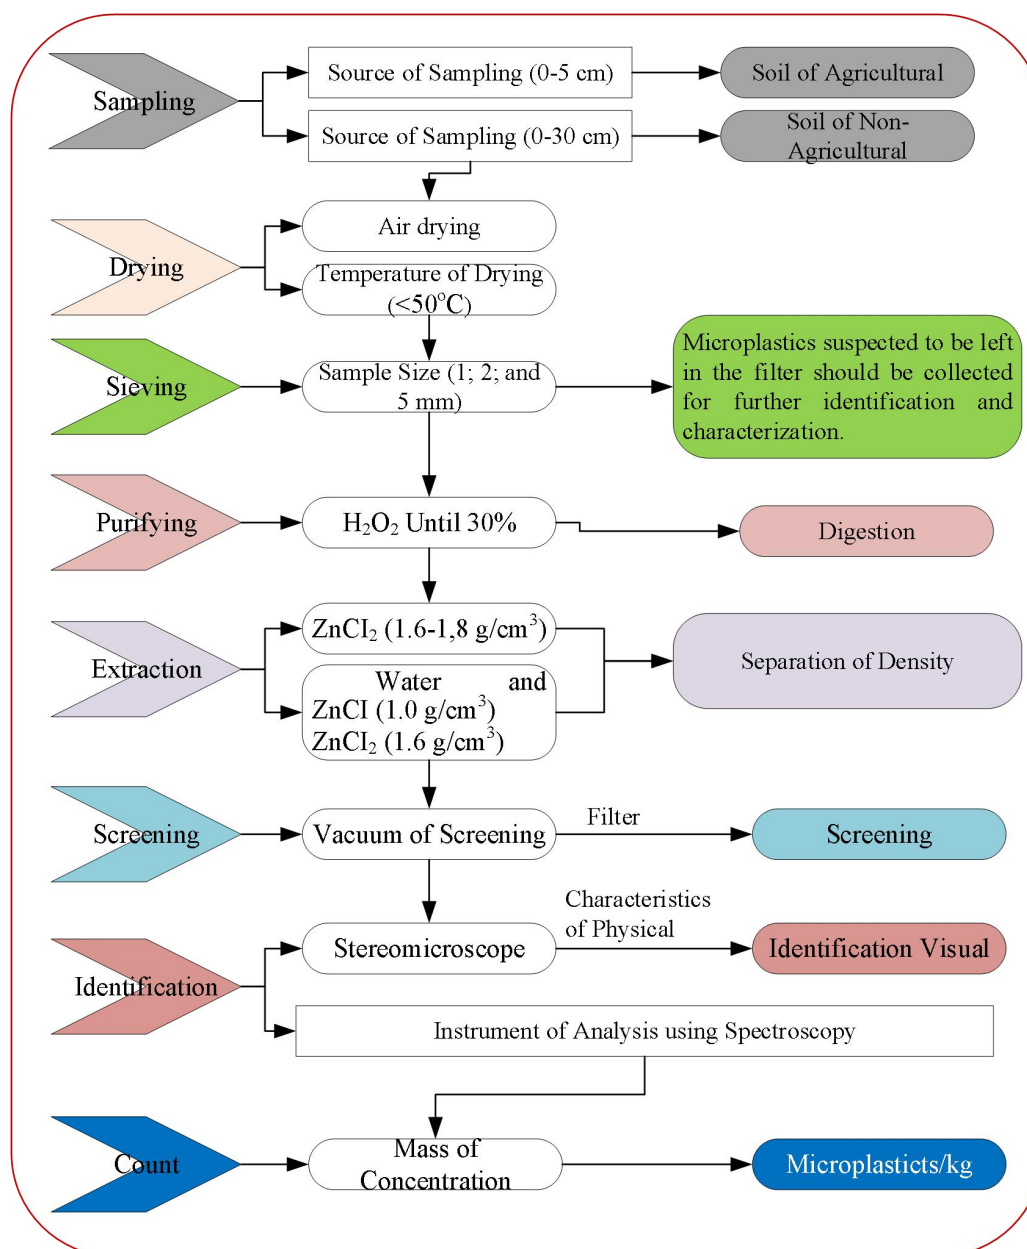 Sampling
Source of Sampling (0-5 cm)
Soil of Agricultural
Source of Sampling (0-30 cm)
Soil of Non-
Agricultural
Drying
Air drying
Temperature of Drying
(<50°C)
Sieving
Sample Size (1; 2; and
5 mm)
Microplastics suspected to be left
in the filter should be collected
for further identification and
characterization.
Purifying
H₂O₂ Until 30%
Digestion
Extraction
ZnCI₂ (1.6-1,8 g/cm³)
Water and
ZnCI (1.0 g/cm³)
ZnCI₂ (1.6 g/cm³)
Separation of Density
Screening
Vacuum of Screening
Filter
Screening
Identification
Stereomicroscope
Characteristics
of Physical
Identification Visual
Instrument of Analysis using Spectroscopy
Count
Mass of
Concentration
Microplasticts/kg